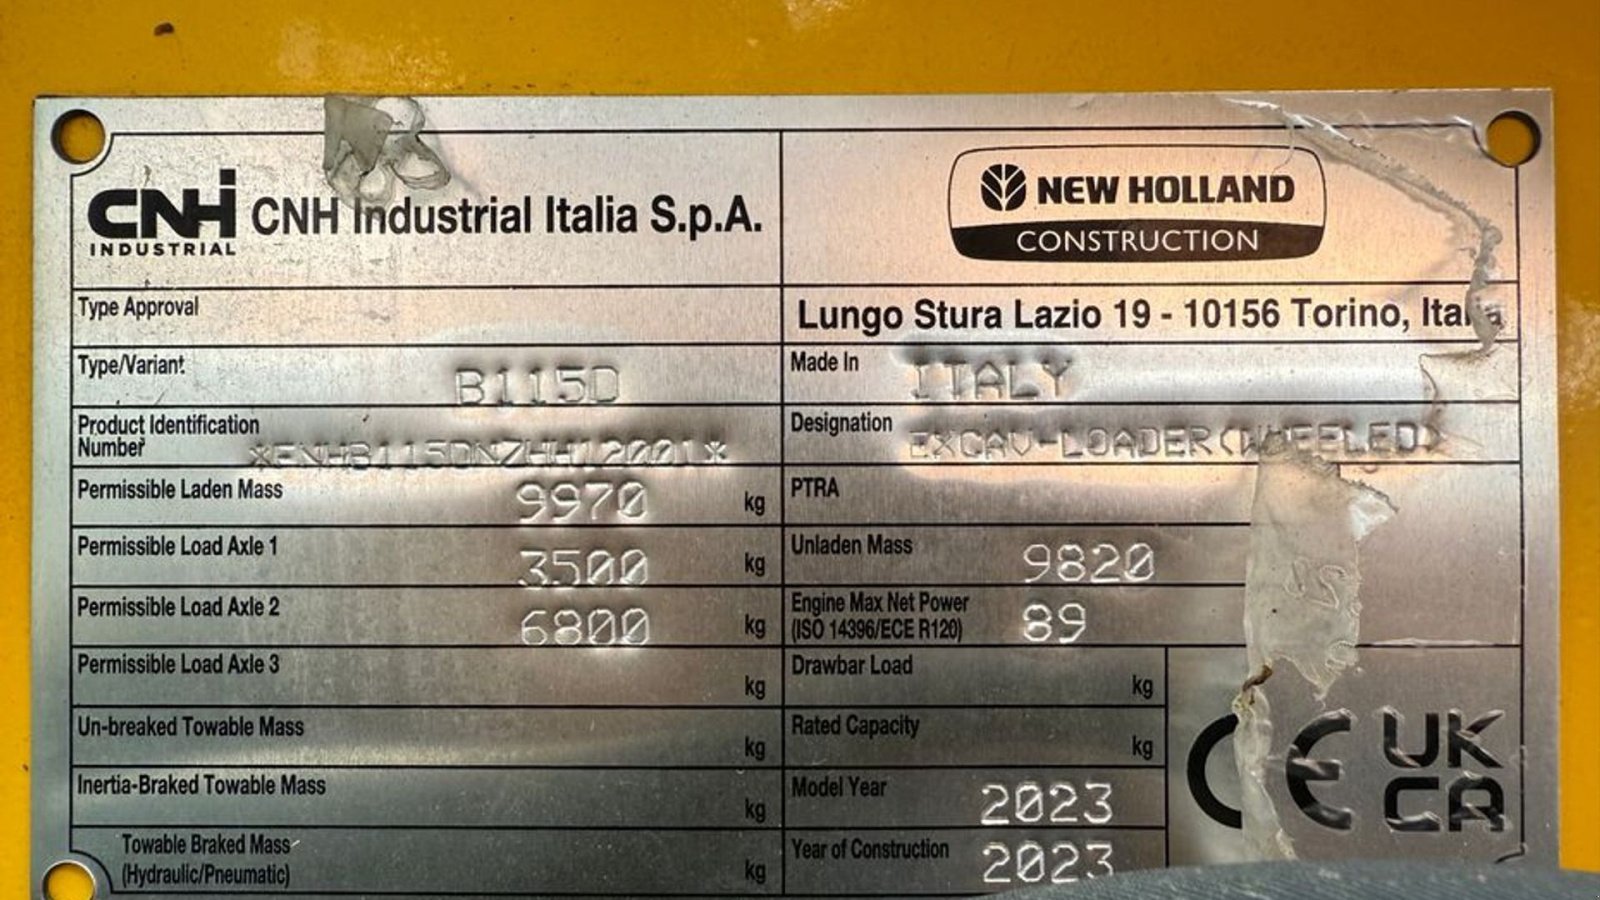 CNH INDUSTRIAL
CNH Industrial Italia S.p.A.
NEW HOLLAND
CONSTRUCTION
Type Approval
Lungo Stura Lazio 19 - 10156 Torino, Italia
Type/Variant B115D
Made In ITALY
Product Identification
Number
Designation EXCAV-LOADER(WHEELED)
Permissible Laden Mass 9970 kg
PTRA
Permissible Load Axle 1 3500 kg
Unladen Mass 9820
Permissible Load Axle 2 6800 kg
Engine Max Net Power
(ISO 14396/ECE R120) 89
Permissible Load Axle 3 kg
Drawbar Load kg
Un-breaked Towable Mass kg
Rated Capacity kg
Inertia-Braked Towable Mass kg
Model Year 2023
Towable Braked Mass
(Hydraulic/Pneumatic) kg
Year of Construction 2023
CE
UK
CA